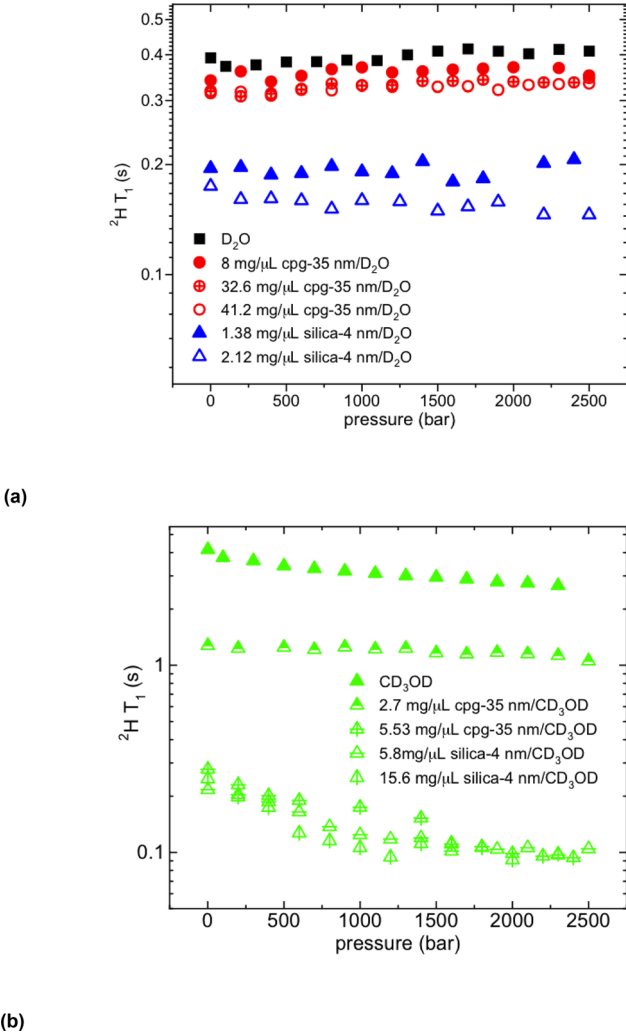 0.5
0.4
0.3
0.2
0.1
²H T₁ (s)
D₂O
8 mg/μL cpg-35 nm/D₂O
32.6 mg/μL cpg-35 nm/D₂O
41.2 mg/μL cpg-35 nm/D₂O
1.38 mg/μL silica-4 nm/D₂O
2.12 mg/μL silica-4 nm/D₂O
0 500 1000 1500 2000 2500
pressure (bar)
(a)
1
0.1
²H T₁ (s)
CD₃OD
2.7 mg/μL cpg-35 nm/CD₃OD
5.53 mg/μL cpg-35 nm/CD₃OD
5.8mg/μL silica-4 nm/CD₃OD
15.6 mg/μL silica-4 nm/CD₃OD
0 500 1000 1500 2000 2500
pressure (bar)
(b)